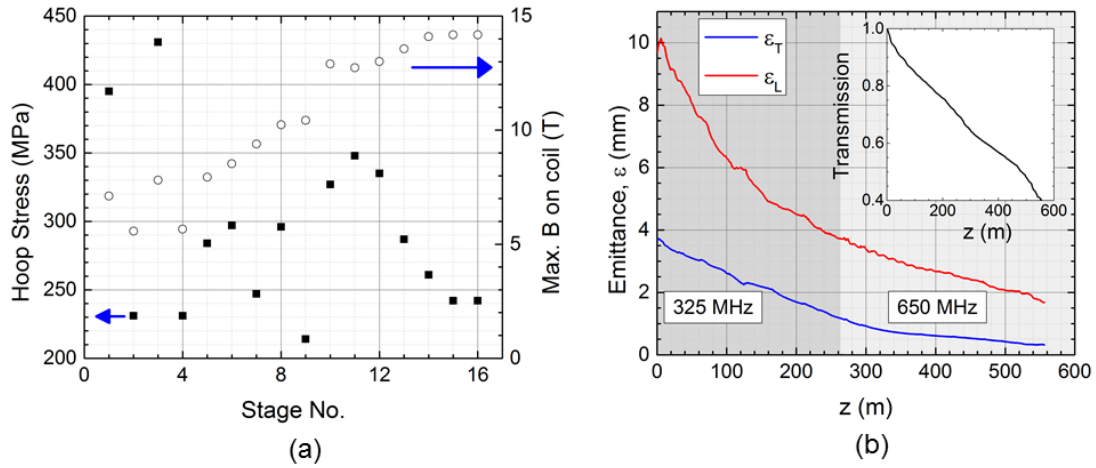 450
400
350
300
250
200
Hoop Stress (MPa)
0 4 8 12 16
Stage No.
15
10
5
0
Max. B on coil (T)
(a)
10
8
6
4
2
0
Emittance, ε (mm)
ε_T
ε_L
325 MHz
650 MHz
0 100 200 300 400 500 600
z (m)
1.0
0.8
0.6
0.4
Transmission
0 200 400 600
z (m)
(b)